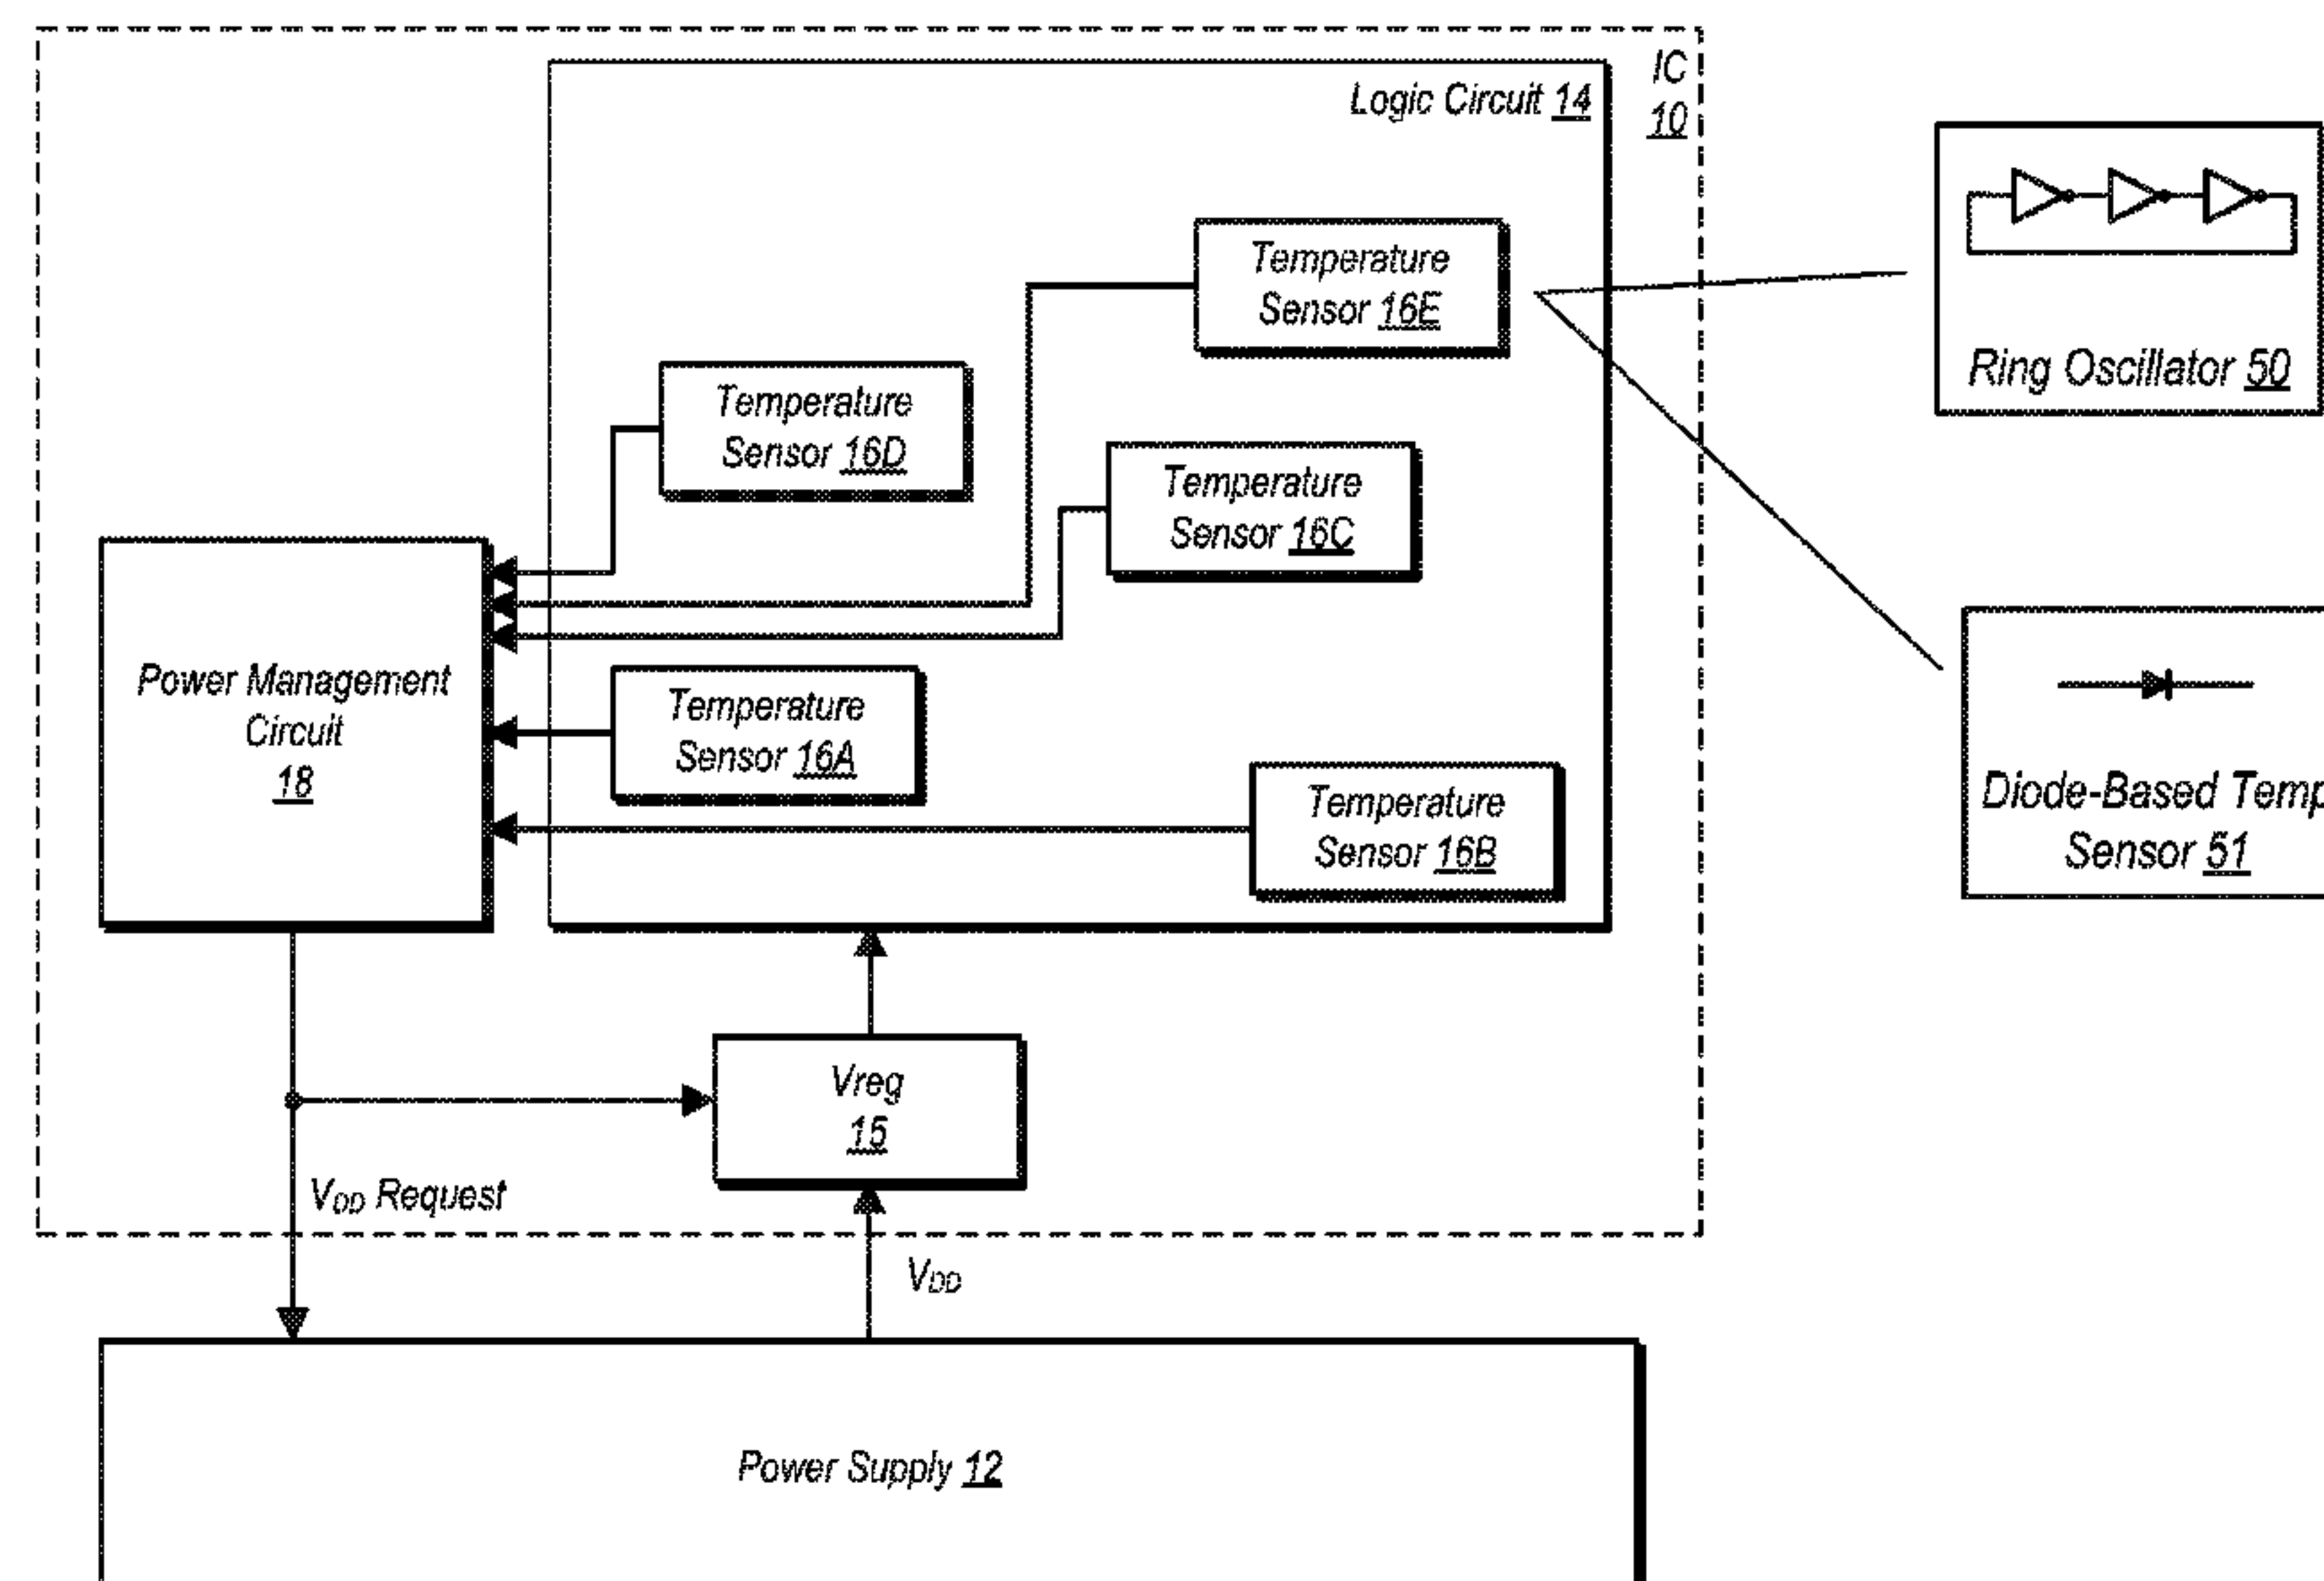 IC
10
Logic Circuit 14
Temperature
Sensor 16E
Ring Oscillator 50
Temperature
Sensor 16D
Temperature
Sensor 16C
Power Management
Circuit
18
Temperature
Sensor 16A
Temperature
Sensor 16B
Diode-Based Temp
Sensor 51
Vreg
15
VDD Request
VDD
Power Supply 12